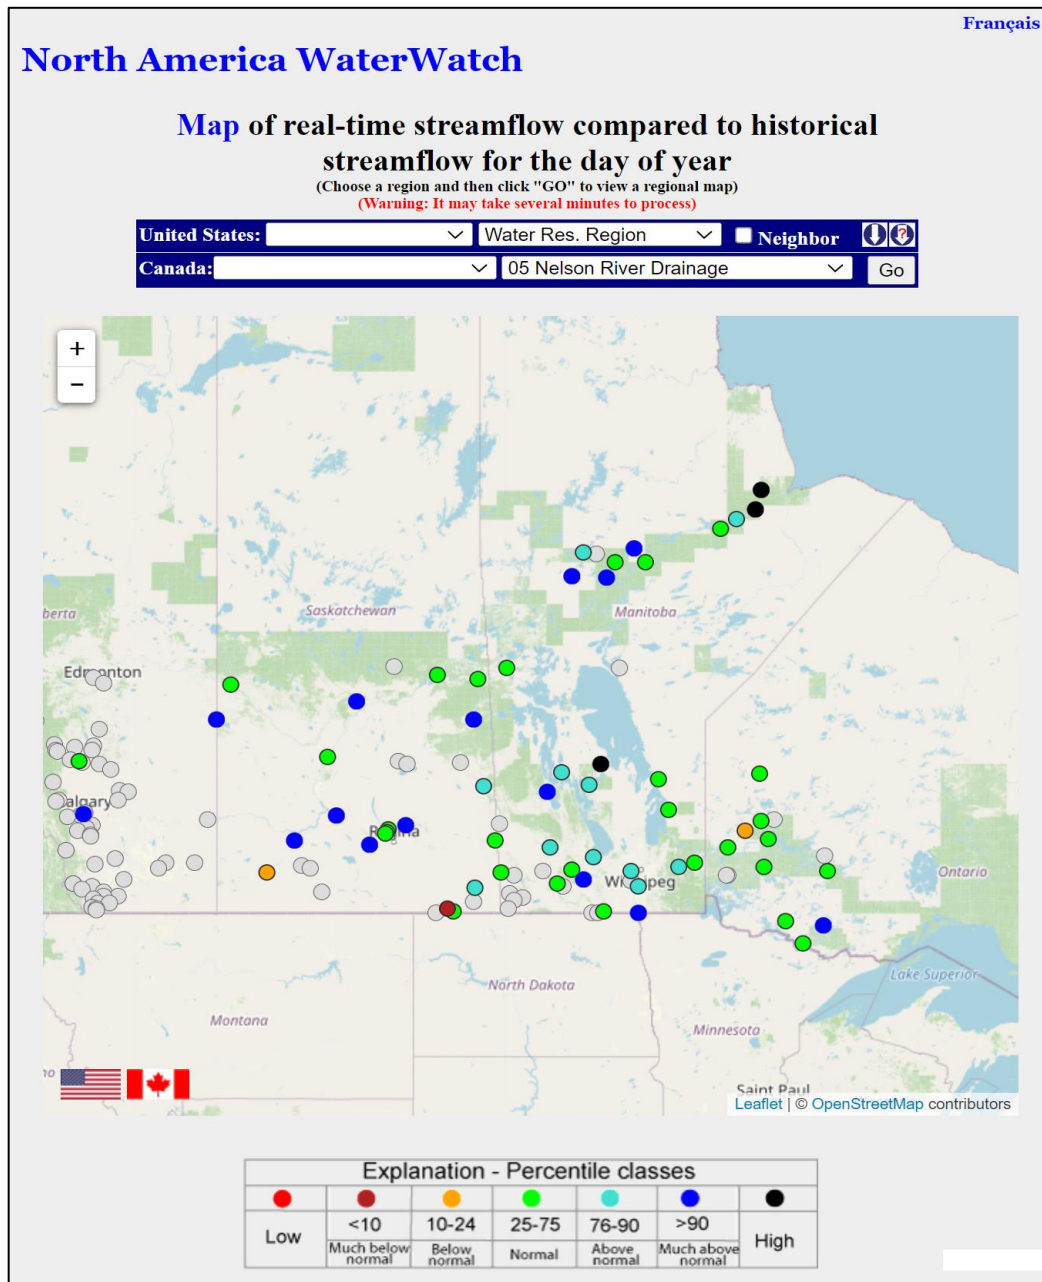 Français
North America WaterWatch
Map of real-time streamflow compared to historical
streamflow for the day of year
(Choose a region and then click "GO" to view a regional map)
(Warning: It may take several minutes to process)
United States: Water Res. Region Neighbor
Canada: 05 Nelson River Drainage Go
+
−
Saskatchewan
Manitoba
berta
Edmonton
algary
Ontario
Lake Superior
North Dakota
Montana
Minnesota
Saint Paul
Leaflet | © OpenStreetMap contributors
Explanation - Percentile classes
Low <10 10-24 25-75 76-90 >90 High
Much below normal Below normal Normal Above normal Much above normal